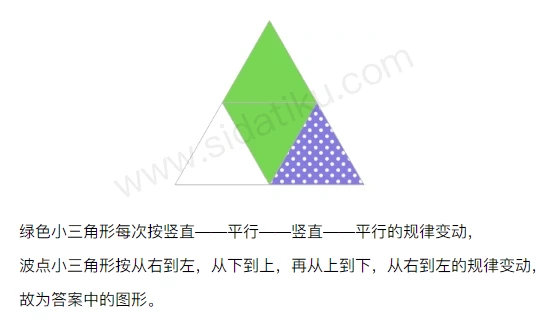 www.sidatiku.com
绿色小三角形每次按竖直——平行——竖直——平行的规律变动，
波点小三角形按从右到左，从下到上，再从上到下，从右到左的规律变动，
故为答案中的图形。